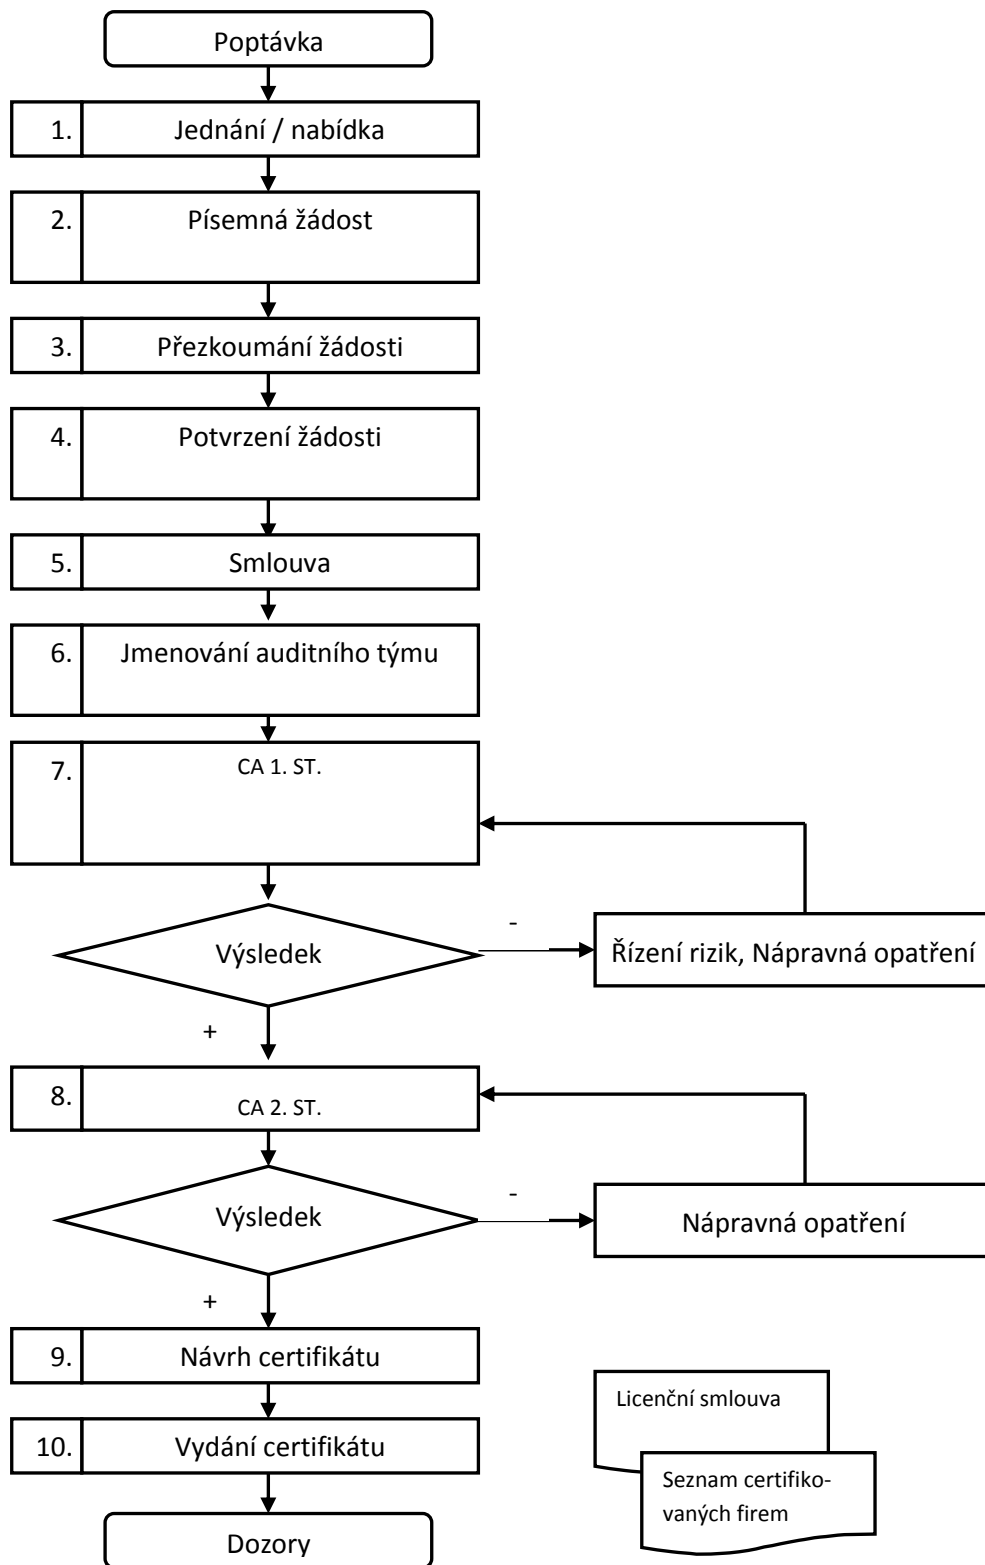 Poptávka
1. Jednání / nabídka
2. Písemná žádost
3. Přezkoumání žádosti
4. Potvrzení žádosti
5. Smlouva
6. Jmenování auditního týmu
7. CA 1. ST.
Výsledek
-
Řízení rizik, Nápravná opatření
+
8. CA 2. ST.
Výsledek
-
Nápravná opatření
+
9. Návrh certifikátu
10. Vydání certifikátu
Dozory
Licenční smlouva
Seznam certifiko-
vaných firem